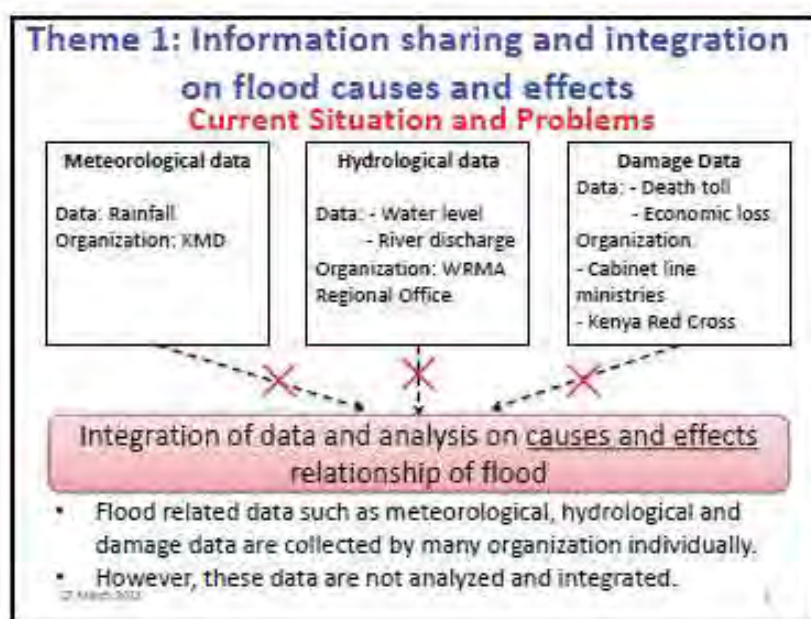 Theme 1: Information sharing and integration
on flood causes and effects
Current Situation and Problems
Meteorological data
Data: Rainfall
Organization: KMD
Hydrological data
Data: - Water level
- River discharge
Organization: WRMA
Regional Office
Damage Data
Data: - Death toll
- Economic loss
Organization
- Cabinet line
ministries
- Kenya Red Cross
Integration of data and analysis on causes and effects
relationship of flood
• Flood related data such as meteorological, hydrological and
damage data are collected by many organization individually.
• However, these data are not analyzed and integrated.
March